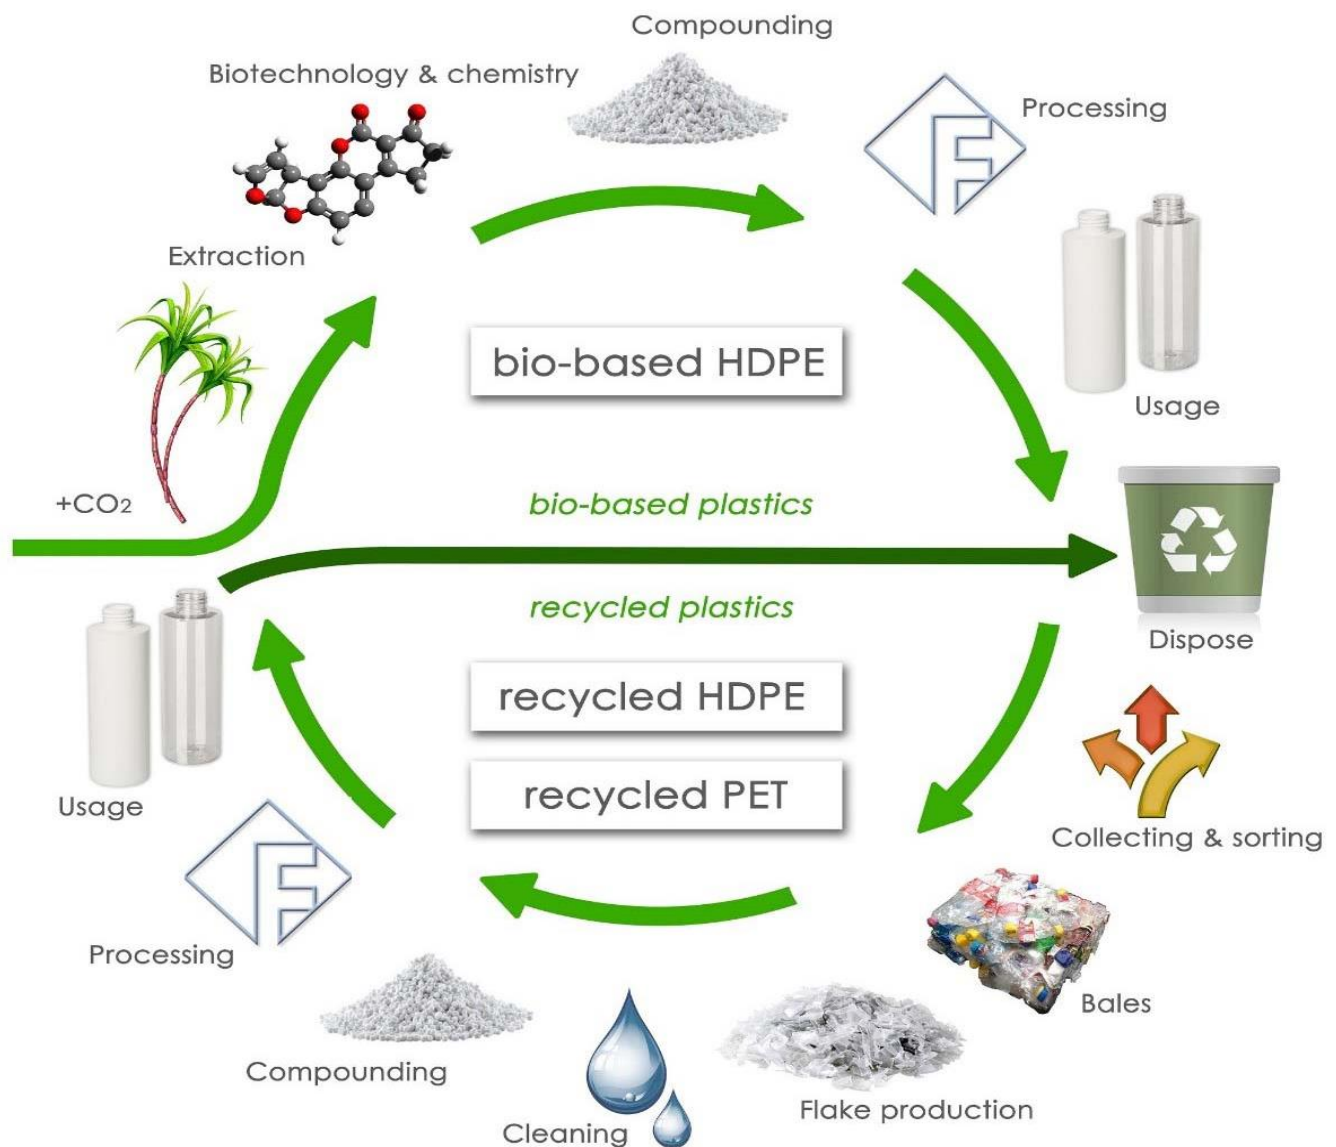 Compounding
Biotechnology & chemistry
Processing
Extraction
bio-based HDPE
Usage
+CO2
bio-based plastics
recycled plastics
Dispose
recycled HDPE
recycled PET
Usage
Collecting & sorting
Processing
Bales
Compounding
Flake production
Cleaning